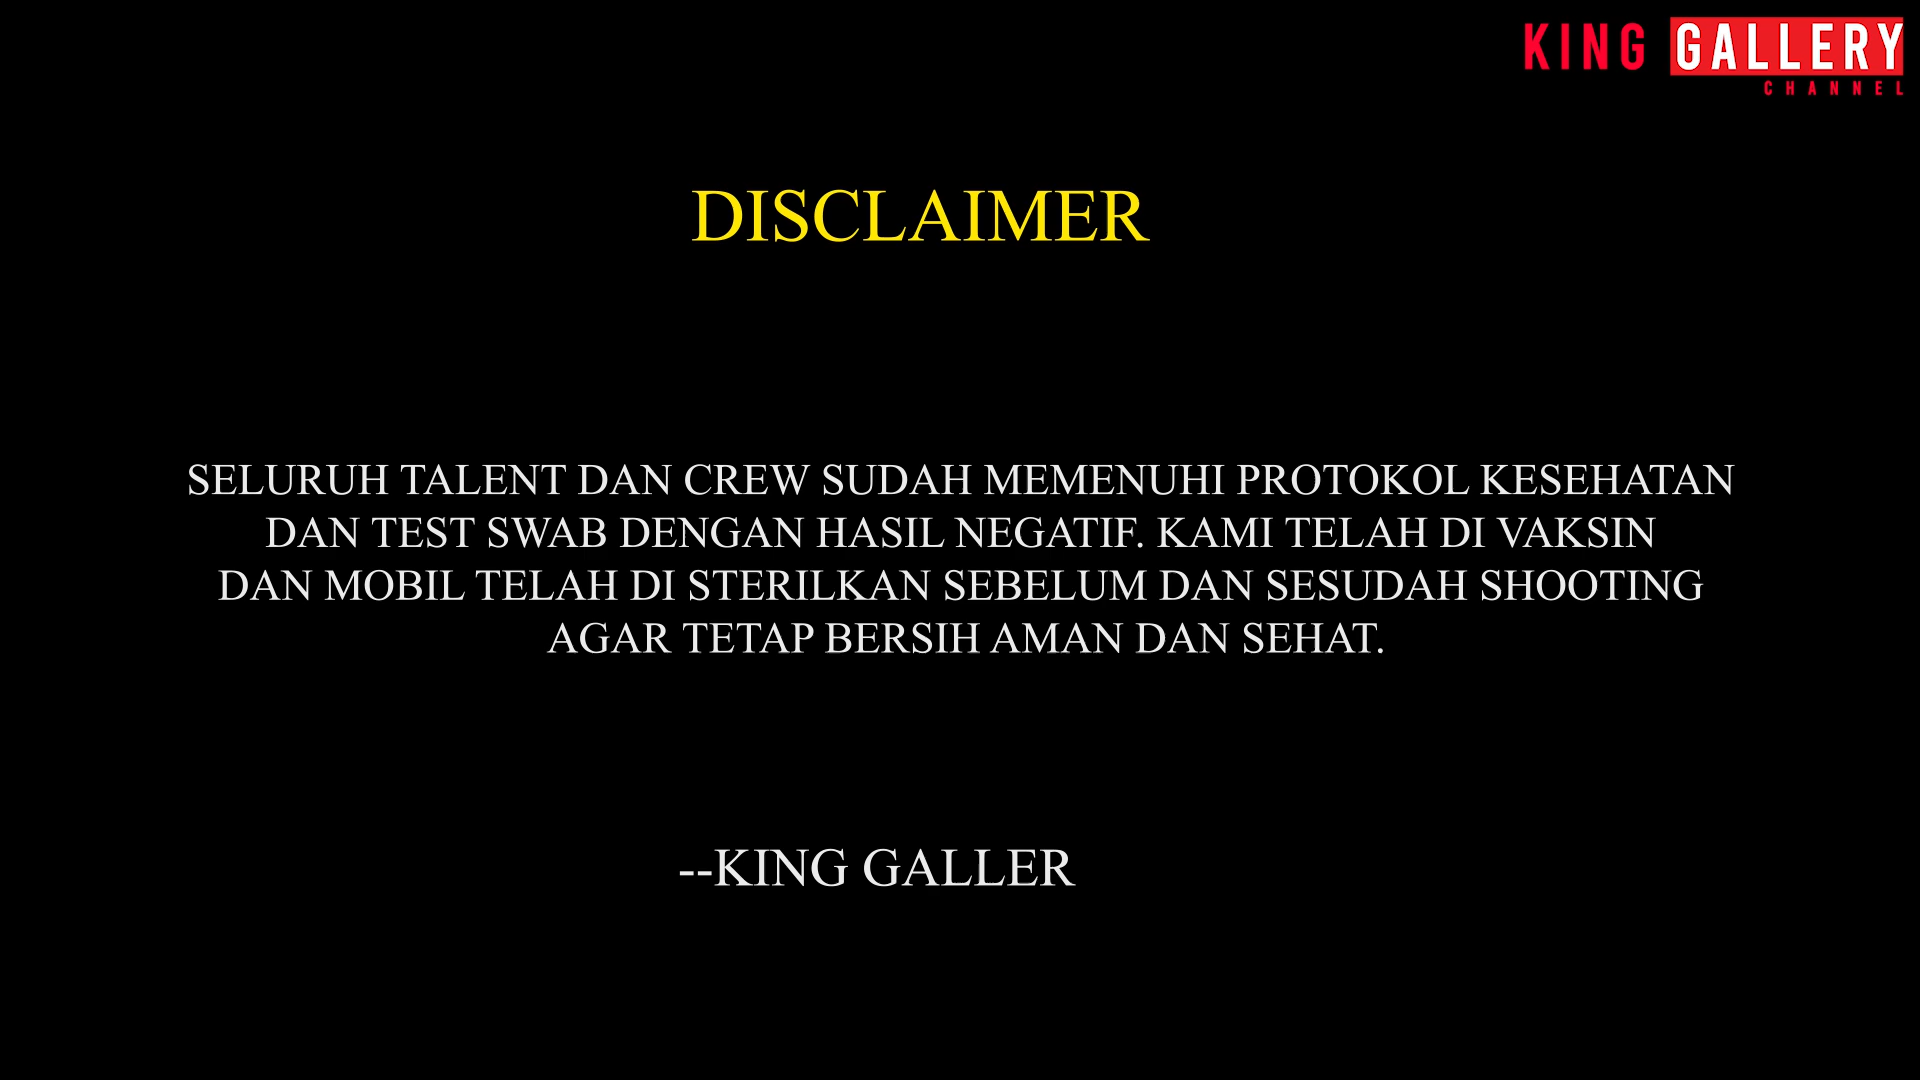 KING GALLERY
CHANNEL
DISCLAIMER
SELURUH TALENT DAN CREW SUDAH MEMENUHI PROTOKOL KESEHATAN
DAN TEST SWAB DENGAN HASIL NEGATIF. KAMI TELAH DI VAKSIN
DAN MOBIL TELAH DI STERILKAN SEBELUM DAN SESUDAH SHOOTING
AGAR TETAP BERSIH AMAN DAN SEHAT.
--KING GALLER